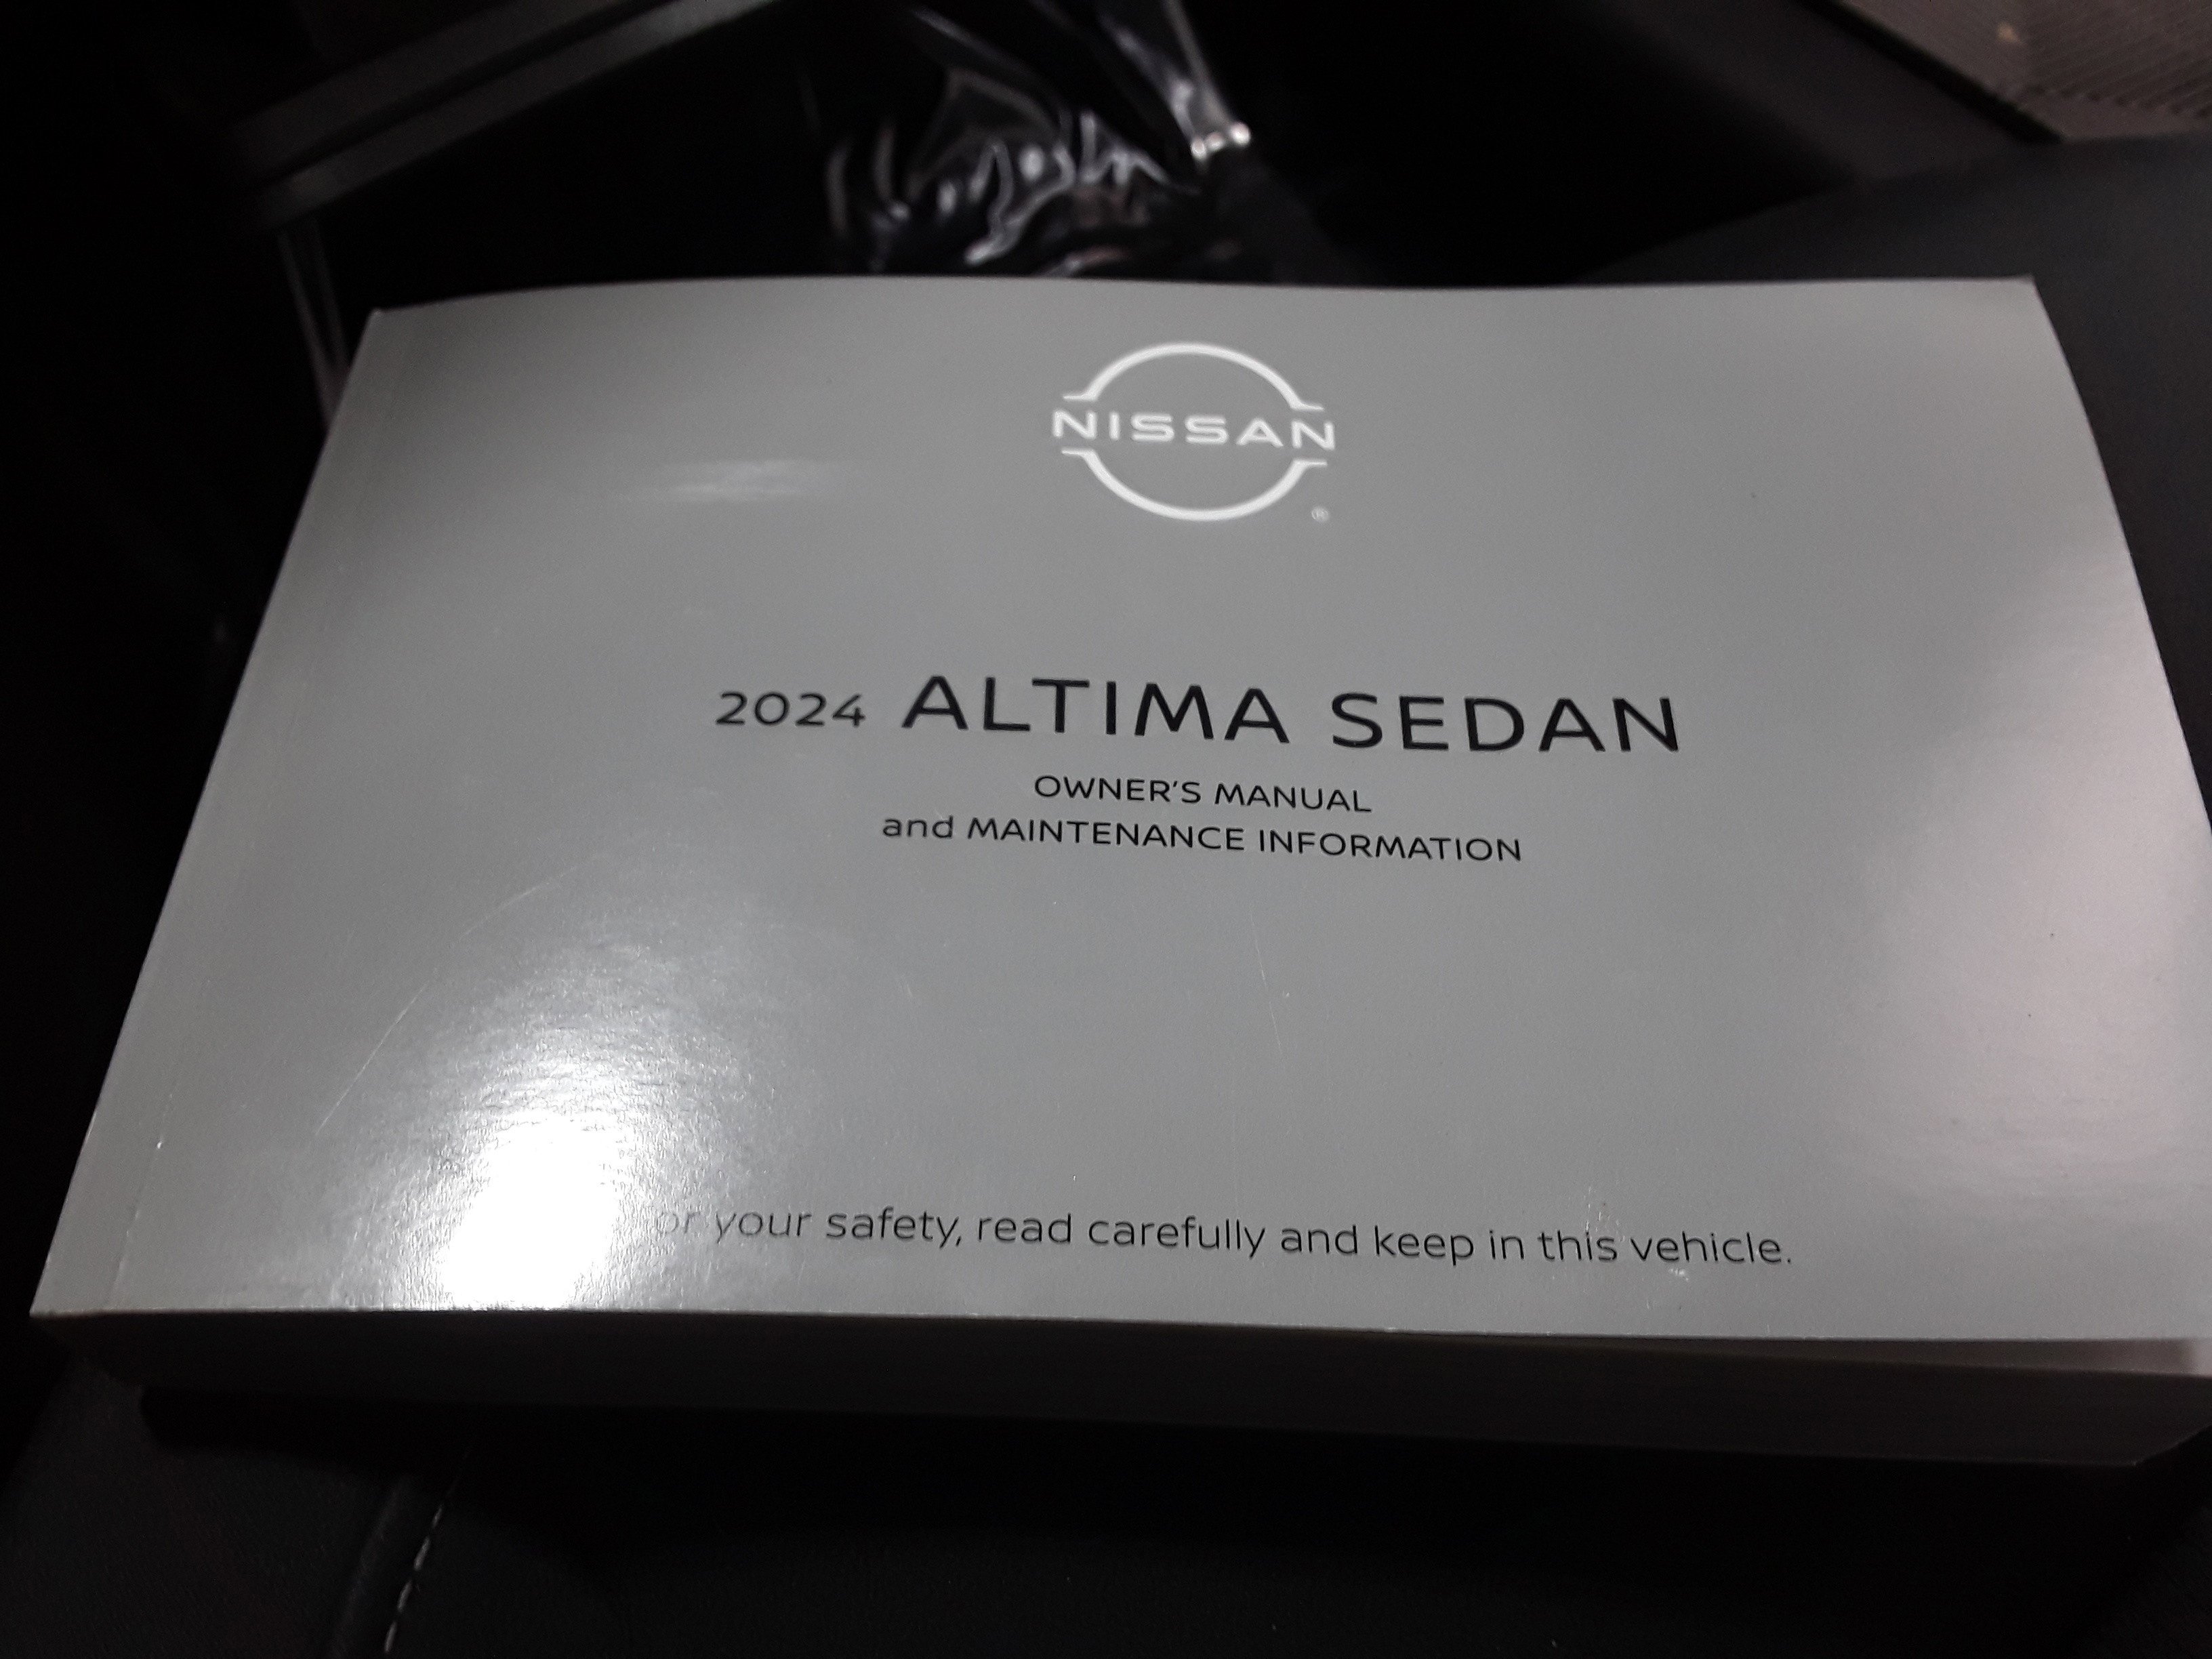 NISSAN
®
2024 ALTIMA SEDAN
OWNER'S MANUAL
and MAINTENANCE INFORMATION
your safety, read carefully and keep in this vehicle.